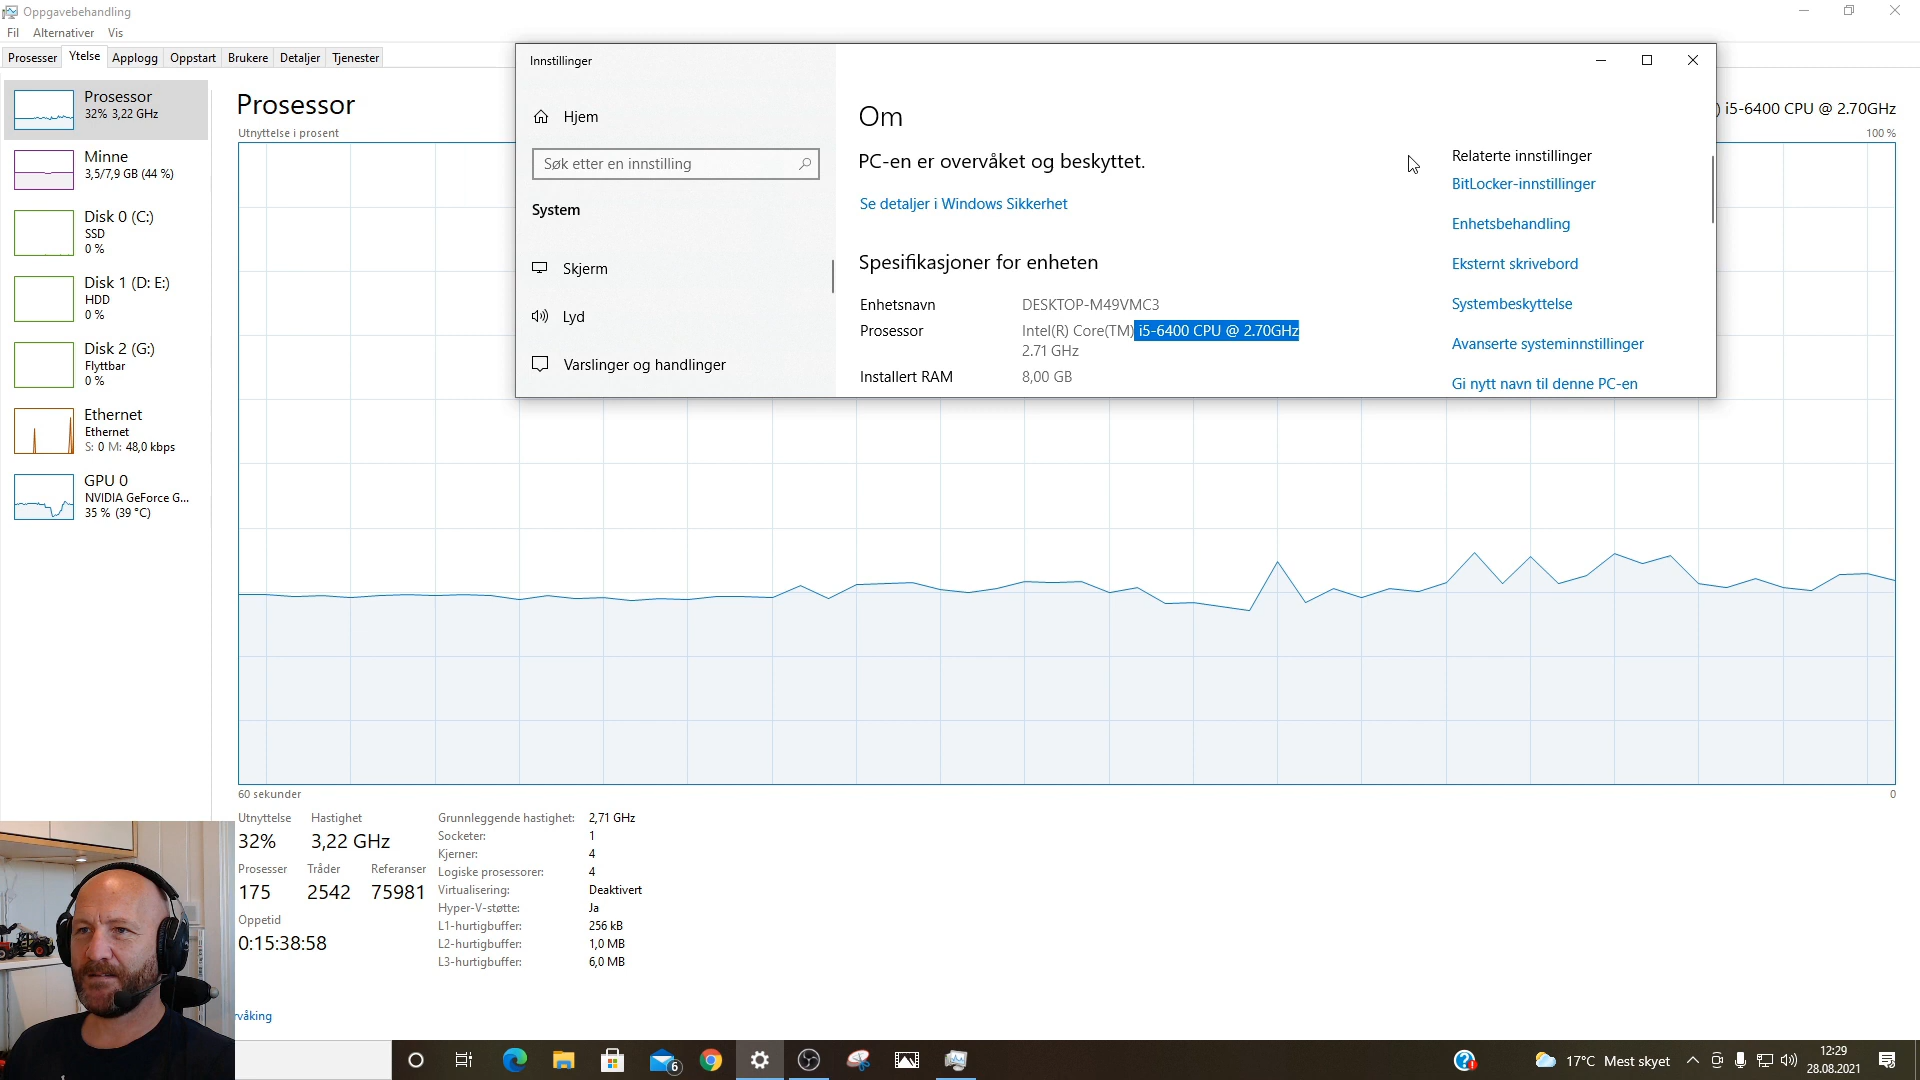 Oppgavebehandling
Fil Alternativer Vis
Prosesser Ytelse Applogg Oppstart Brukere Detaljer Tjenester
Prosessor
32% 3,22 GHz
Minne
3,5/7,9 GB (44 %)
Disk 0 (C:)
SSD
0 %
Disk 1 (D: E:)
HDD
0 %
Disk 2 (G:)
Flyttbar
0 %
Ethernet
Ethernet
S: 0 M: 48,0 kbps
GPU 0
NVIDIA GeForce G...
35 % (39 °C)
Prosessor
) i5-6400 CPU @ 2.70GHz
Utnyttelse i prosent
100 %
Innstillinger
Hjem
Søk etter en innstilling
System
Skjerm
Lyd
Varslinger og handlinger
Om
PC-en er overvåket og beskyttet.
Se detaljer i Windows Sikkerhet
Spesifikasjoner for enheten
Enhetsnavn DESKTOP-M49VMC3
Prosessor Intel(R) Core(TM) i5-6400 CPU @ 2.70GHz
2.71 GHz
Installert RAM 8,00 GB
Relaterte innstillinger
BitLocker-innstillinger
Enhetsbehandling
Eksternt skrivebord
Systembeskyttelse
Avanserte systeminnstillinger
Gi nytt navn til denne PC-en
60 sekunder
0
Utnyttelse Hastighet
32% 3,22 GHz
Prosesser Tråder Referanser
175 2542 75981
Oppetid
0:15:38:58
Grunnleggende hastighet: 2,71 GHz
Socketer: 1
Kjerner: 4
Logiske prosessorer: 4
Virtualisering: Deaktivert
Hyper-V-støtte: Ja
L1-hurtigbuffer: 256 kB
L2-hurtigbuffer: 1,0 MB
L3-hurtigbuffer: 6,0 MB
rvåking
6
17°C Mest skyet
12:29
28.08.2021